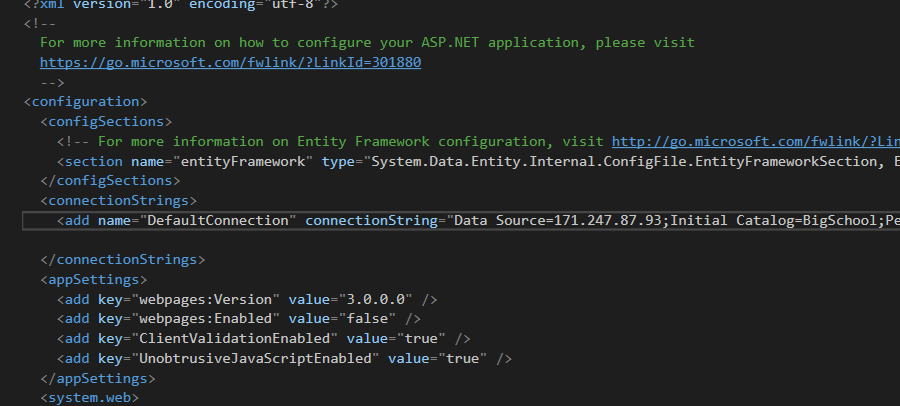 <?xml version="1.0" encoding="utf-8"?>
<!--
For more information on how to configure your ASP.NET application, please visit
https://go.microsoft.com/fwlink/?LinkId=301880
-->
<configuration>
<configSections>
<!-- For more information on Entity Framework configuration, visit http://go.microsoft.com/fwlink/?Lin
<section name="entityFramework" type="System.Data.Entity.Internal.ConfigFile.EntityFrameworkSection, E
</configSections>
<connectionStrings>
<add name="DefaultConnection" connectionString="Data Source=171.247.87.93;Initial Catalog=BigSchool;Pe
</connectionStrings>
<appSettings>
<add key="webpages:Version" value="3.0.0.0" />
<add key="webpages:Enabled" value="false" />
<add key="ClientValidationEnabled" value="true" />
<add key="UnobtrusiveJavaScriptEnabled" value="true" />
</appSettings>
<system.web>